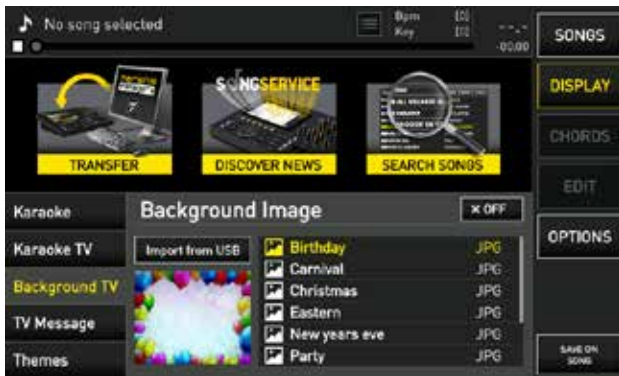 No song selected
Bpm [0]
Key [0]
--.-
-00.00
SONGS
SONGSERVICE
TRANSFER
DISCOVER NEWS
SEARCH SONGS
DISPLAY
CHORDS
EDIT
OPTIONS
SAVE ON
SONG
Karaoke
Karaoke TV
Background TV
TV Message
Themes
Background Image
× OFF
Import from USB
Birthday JPG
Carnival JPG
Christmas JPG
Eastern JPG
New years eve JPG
Party JPG